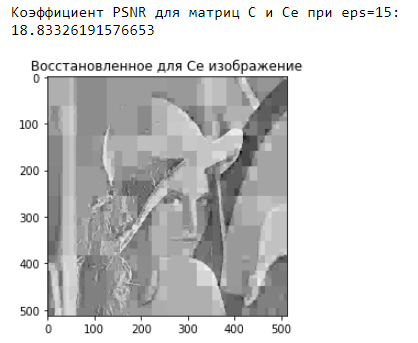 Коэффициент PSNR для матриц C и Ce при eps=15:
18.83326191576653
Восстановленное для Ce изображение
0
100
200
300
400
500
0 100 200 300 400 500